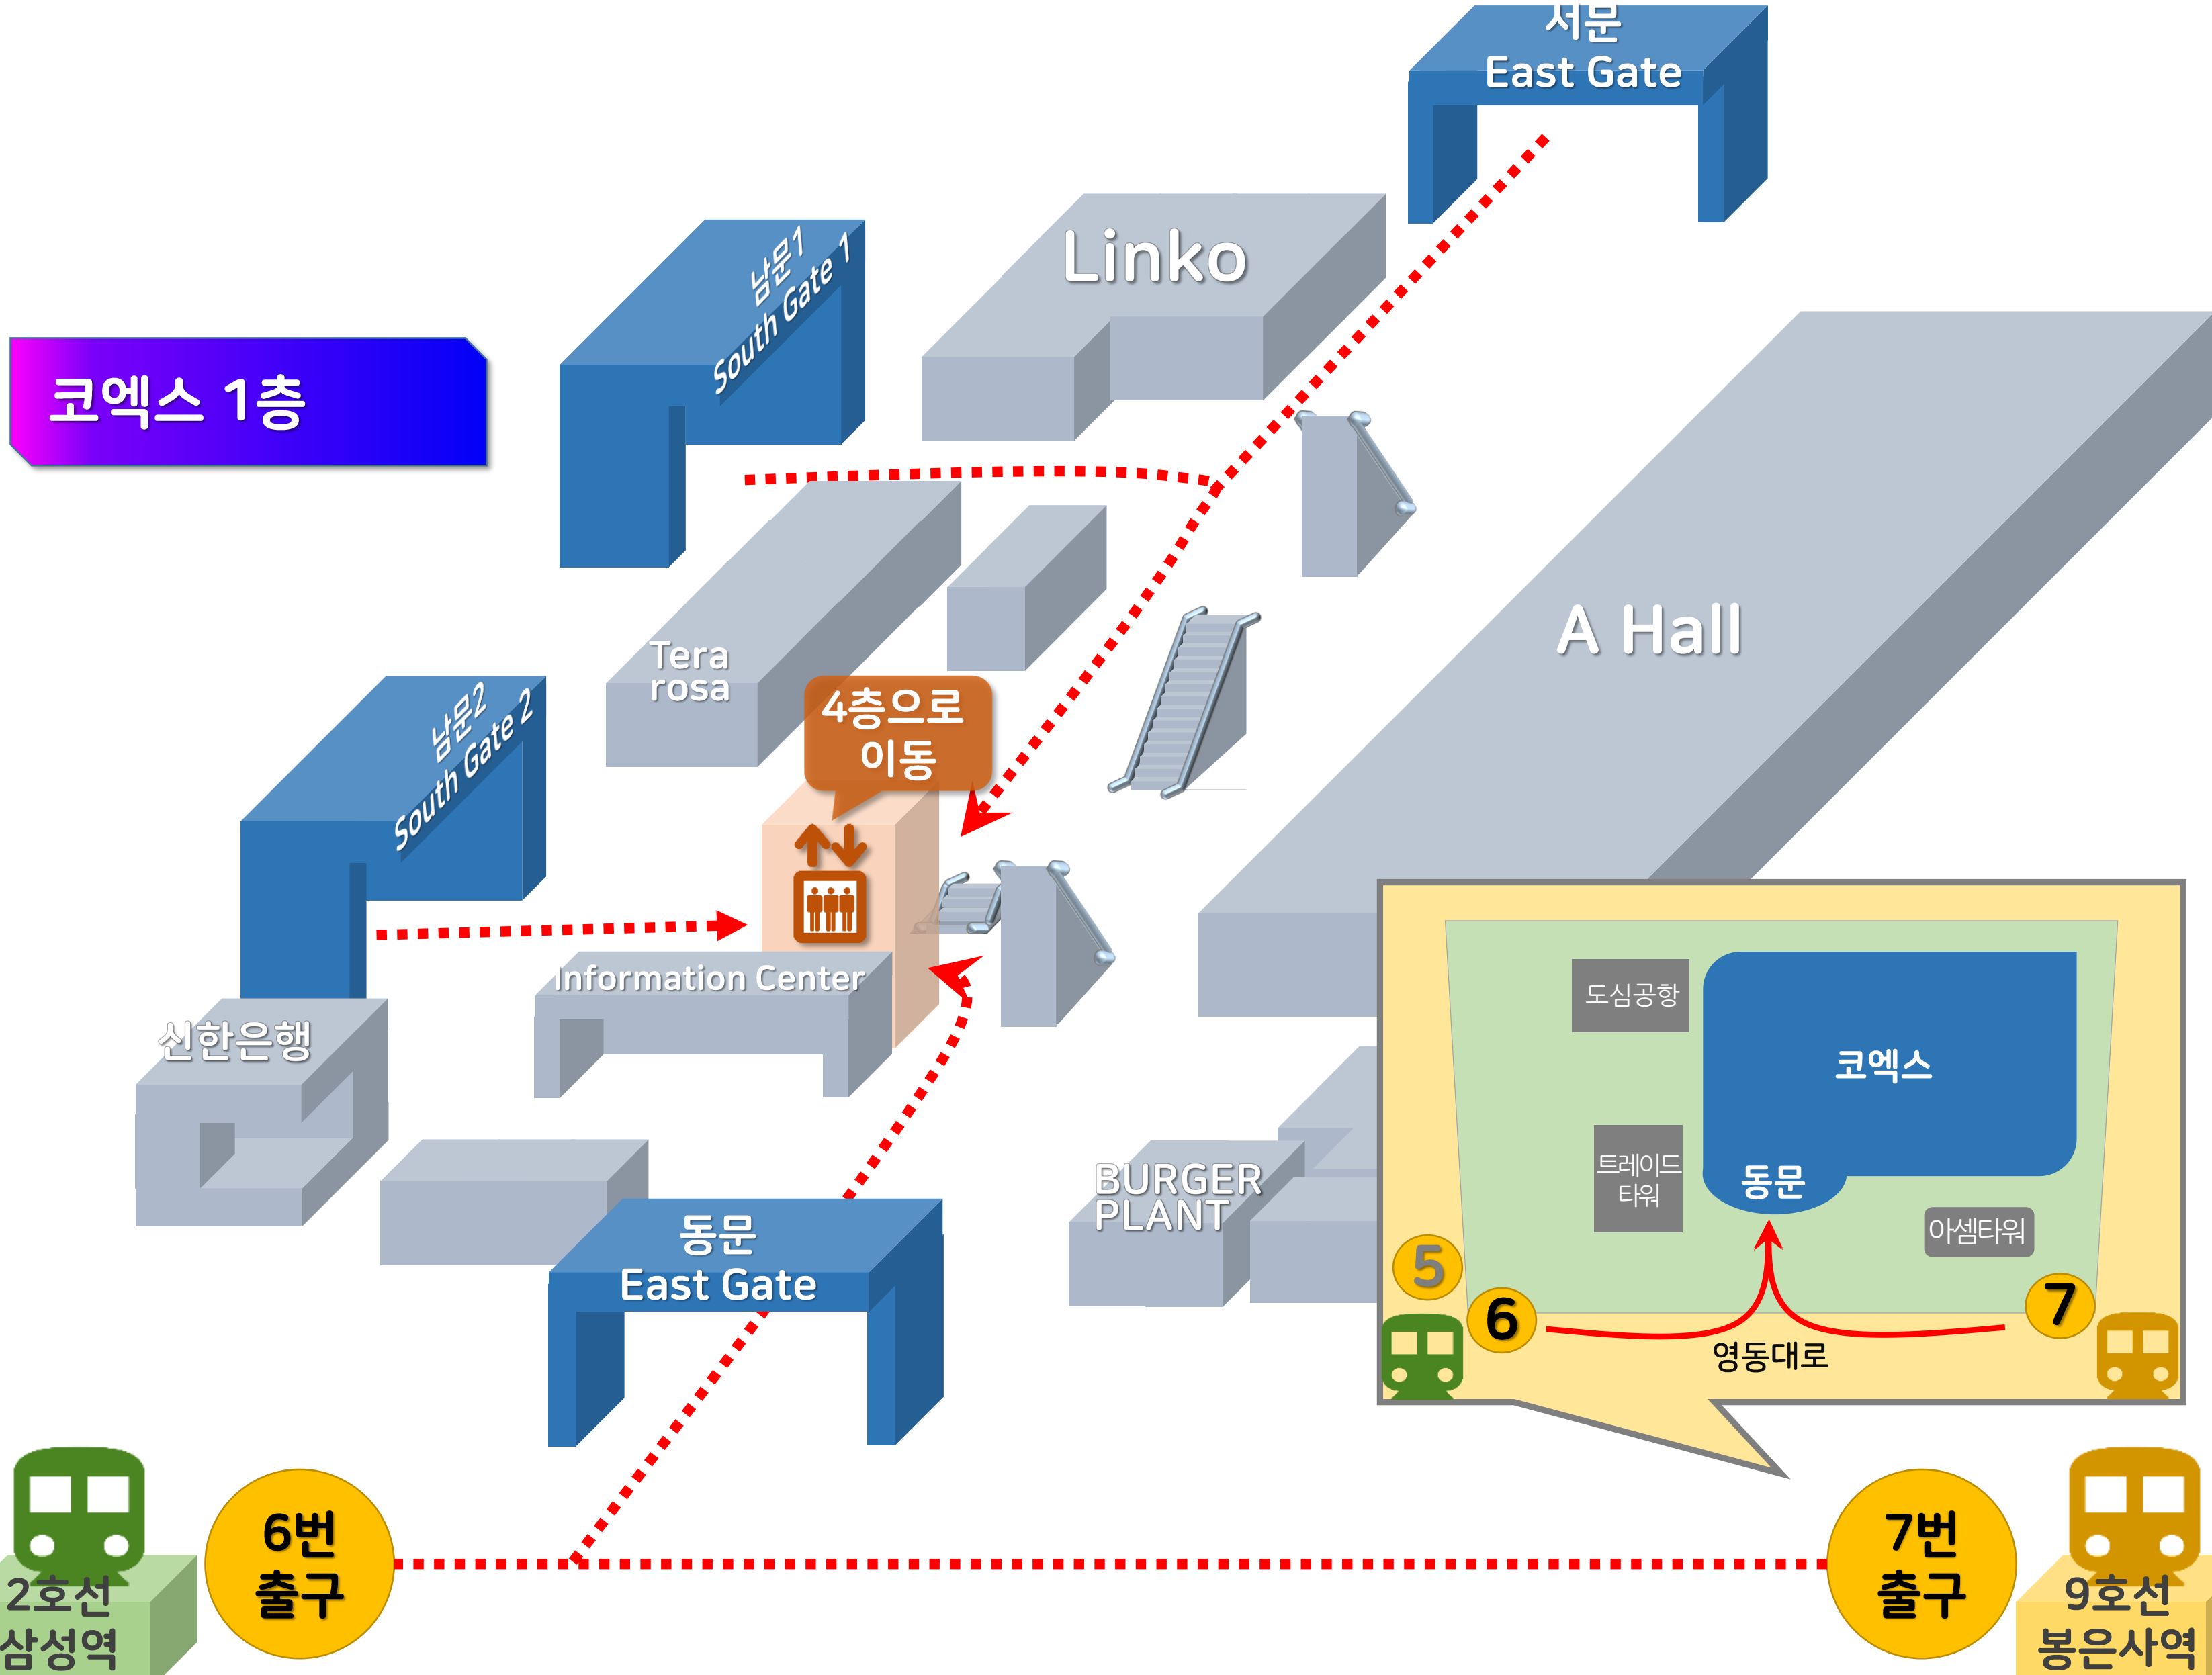 서문
East Gate
남문1
South Gate 1
Linko
코엑스 1층
A Hall
Tera
rosa
4층으로
이동
남문2
South Gate 2
Information Center
신한은행
BURGER
PLANT
동문
East Gate
도심공항
코엑스
트레이드
타워
동문
아셈타워
5
6
7
영동대로
6번
출구
7번
출구
2호선
삼성역
9호선
봉은사역